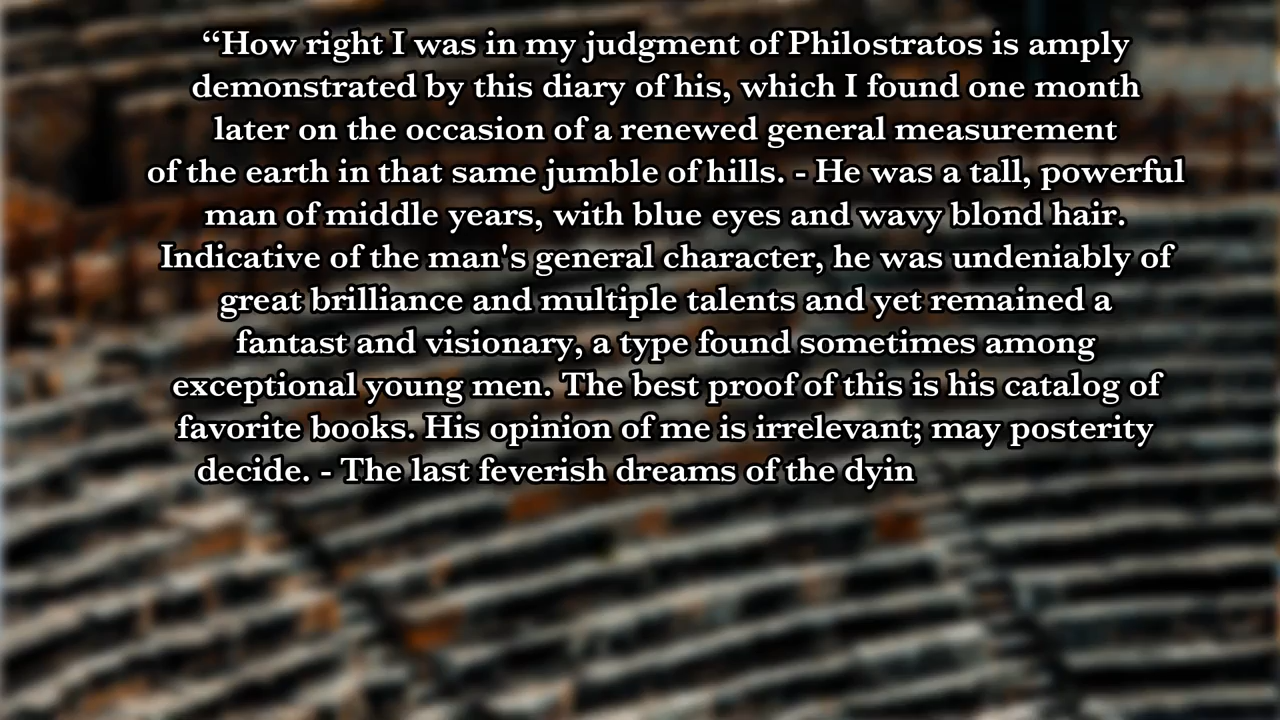 “How right I was in my judgment of Philostratos is amply
demonstrated by this diary of his, which I found one month
later on the occasion of a renewed general measurement
of the earth in that same jumble of hills. - He was a tall, powerful
man of middle years, with blue eyes and wavy blond hair.
Indicative of the man's general character, he was undeniably of
great brilliance and multiple talents and yet remained a
fantast and visionary, a type found sometimes among
exceptional young men. The best proof of this is his catalog of
favorite books. His opinion of me is irrelevant; may posterity
decide. - The last feverish dreams of the dyin